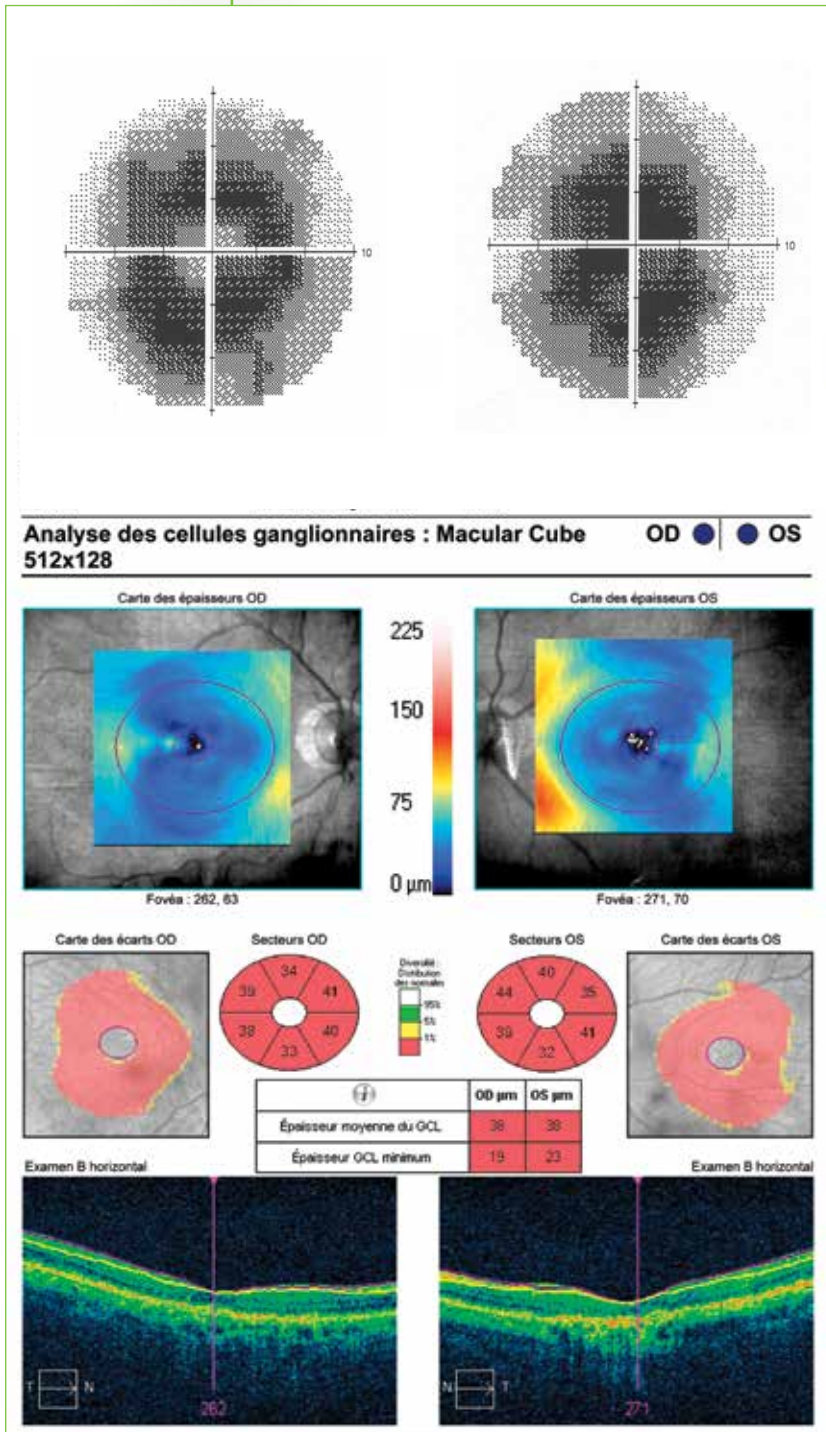 10
10
Analyse des cellules ganglionnaires : Macular Cube 512x128
OD
OS
Carte des épaisseurs OD
Carte des épaisseurs OS
225
150
75
0 µm
Fovéa : 262, 63
Fovéa : 271, 70
Carte des écarts OD
Secteurs OD
Diversité :
Distribution
des normales
95%
5%
1%
Secteurs OS
Carte des écarts OS
34
39
41
38
40
33
40
44
35
39
41
32
OD µm
OS µm
Épaisseur moyenne du GCL
38
38
Épaisseur GCL minimum
19
23
Examen B horizontal
Examen B horizontal
T
N
262
N
T
271